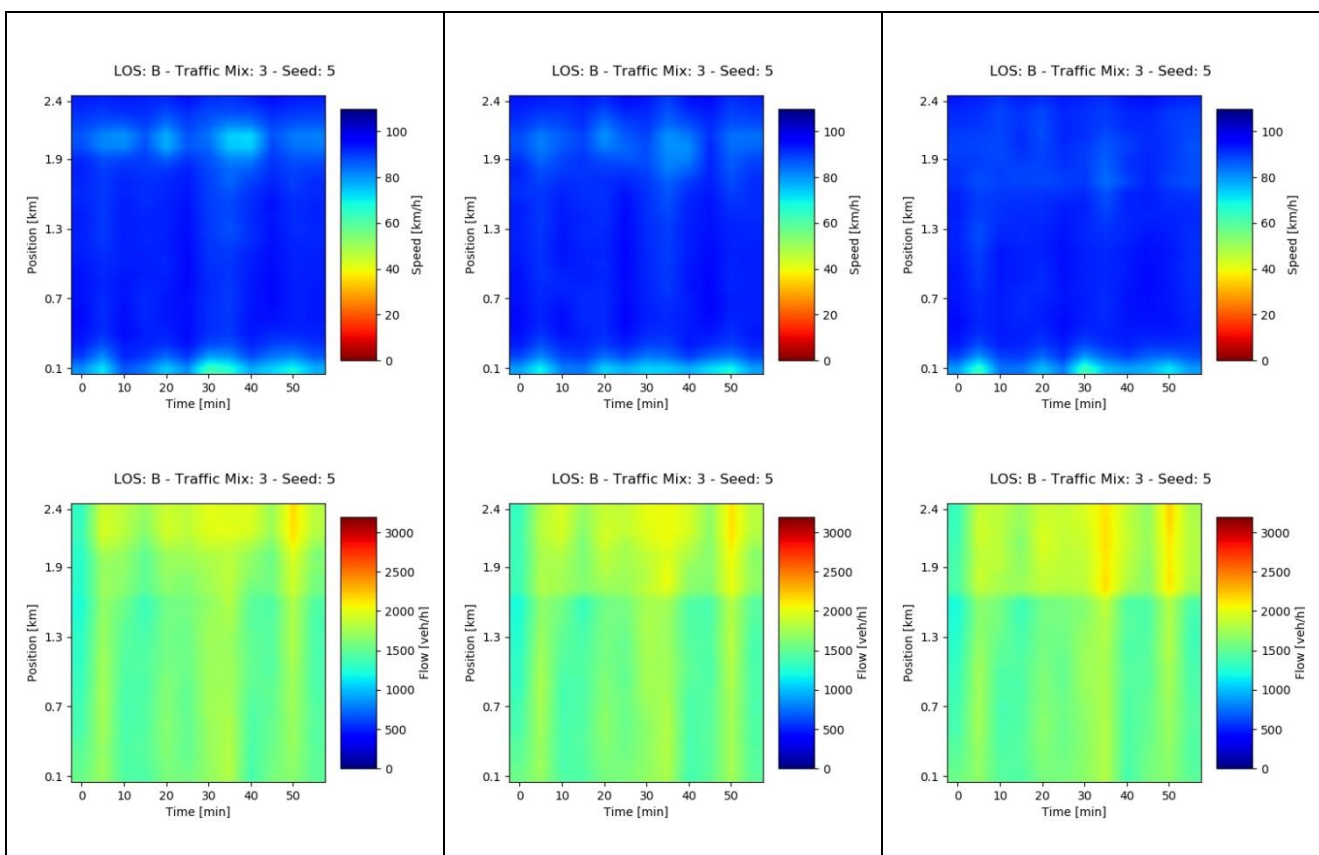 LOS: B - Traffic Mix: 3 - Seed: 5
2.4
1.9
1.3
0.7
0.1
Position [km]
0 10 20 30 40 50
Time [min]
100
80
60
40
20
0
Speed [km/h]
LOS: B - Traffic Mix: 3 - Seed: 5
2.4
1.9
1.3
0.7
0.1
Position [km]
0 10 20 30 40 50
Time [min]
100
80
60
40
20
0
Speed [km/h]
LOS: B - Traffic Mix: 3 - Seed: 5
2.4
1.9
1.3
0.7
0.1
Position [km]
0 10 20 30 40 50
Time [min]
100
80
60
40
20
0
Speed [km/h]
LOS: B - Traffic Mix: 3 - Seed: 5
2.4
1.9
1.3
0.7
0.1
Position [km]
0 10 20 30 40 50
Time [min]
3000
2500
2000
1500
1000
500
0
Flow [veh/h]
LOS: B - Traffic Mix: 3 - Seed: 5
2.4
1.9
1.3
0.7
0.1
Position [km]
0 10 20 30 40 50
Time [min]
3000
2500
2000
1500
1000
500
0
Flow [veh/h]
LOS: B - Traffic Mix: 3 - Seed: 5
2.4
1.9
1.3
0.7
0.1
Position [km]
0 10 20 30 40 50
Time [min]
3000
2500
2000
1500
1000
500
0
Flow [veh/h]